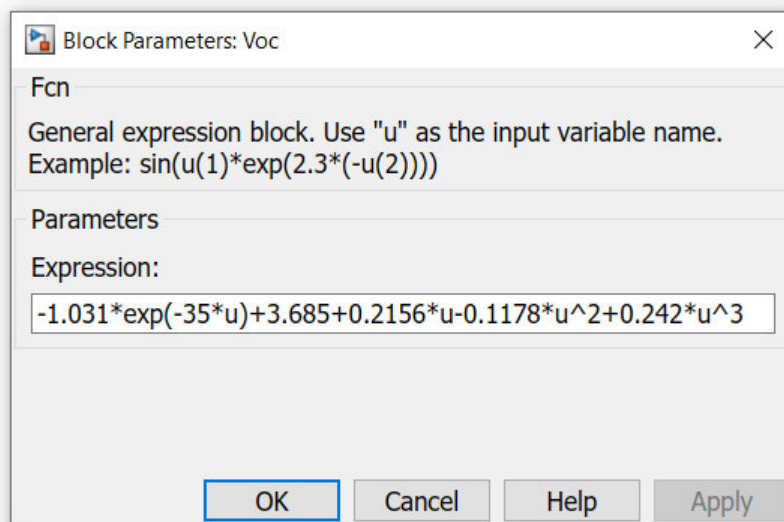 Block Parameters: Voc
Fcn
General expression block. Use "u" as the input variable name.
Example: sin(u(1)*exp(2.3*(-u(2))))
Parameters
Expression:
-1.031*exp(-35*u)+3.685+0.2156*u-0.1178*u^2+0.242*u^3
OK Cancel Help Apply